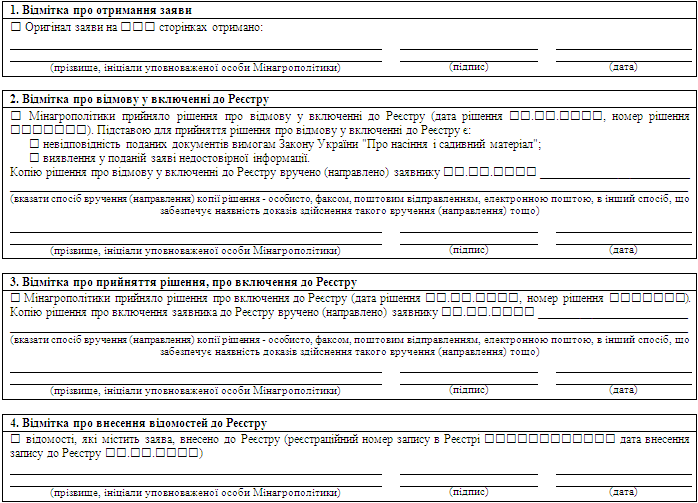 1. Відмітка про отримання заяви
☐ Оригінал заяви на ☐☐☐ сторінках отримано:
(прізвище, ініціали уповноваженої особи Мінагрополітики) (підпис) (дата)
2. Відмітка про відмову у включенні до Реєстру
☐ Мінагрополітики прийняло рішення про відмову у включенні до Реєстру (дата рішення ☐☐.☐☐.☐☐☐☐, номер рішення
☐☐☐☐☐☐☐). Підставою для прийняття рішення про відмову у включенні до Реєстру є:
☐ невідповідність поданих документів вимогам Закону України "Про насіння і садивний матеріал";
☐ виявлення у поданій заяві недостовірної інформації.
Копію рішення про відмову у включенні до Реєстру вручено (направлено) заявнику ☐☐.☐☐.☐☐☐☐
(вказати спосіб вручення (направлення) копії рішення - особисто, факсом, поштовим відправленням, електронною поштою, в інший спосіб, що
забезпечує наявність доказів здійснення такого вручення (направлення) тощо)
(прізвище, ініціали уповноваженої особи Мінагрополітики) (підпис) (дата)
3. Відмітка про прийняття рішення, про включення до Реєстру
☐ Мінагрополітики прийняло рішення про включення до Реєстру (дата рішення ☐☐.☐☐.☐☐☐☐, номер рішення ☐☐☐☐☐☐☐).
Копію рішення про включення заявника до Реєстру вручено (направлено) заявнику ☐☐.☐☐.☐☐☐☐
(вказати спосіб вручення (направлення) копії рішення - особисто, факсом, поштовим відправленням, електронною поштою, в інший спосіб, що
забезпечує наявність доказів здійснення такого вручення (направлення) тощо)
(прізвище, ініціали уповноваженої особи Мінагрополітики) (підпис) (дата)
4. Відмітка про внесення відомостей до Реєстру
☐ відомості, які містить заява, внесено до Реєстру (реєстраційний номер запису в Реєстрі ☐☐☐☐☐☐☐☐☐☐☐☐ дата внесення
запису до Реєстру ☐☐.☐☐.☐☐☐☐)
(прізвище, ініціали уповноваженої особи Мінагрополітики) (підпис) (дата)